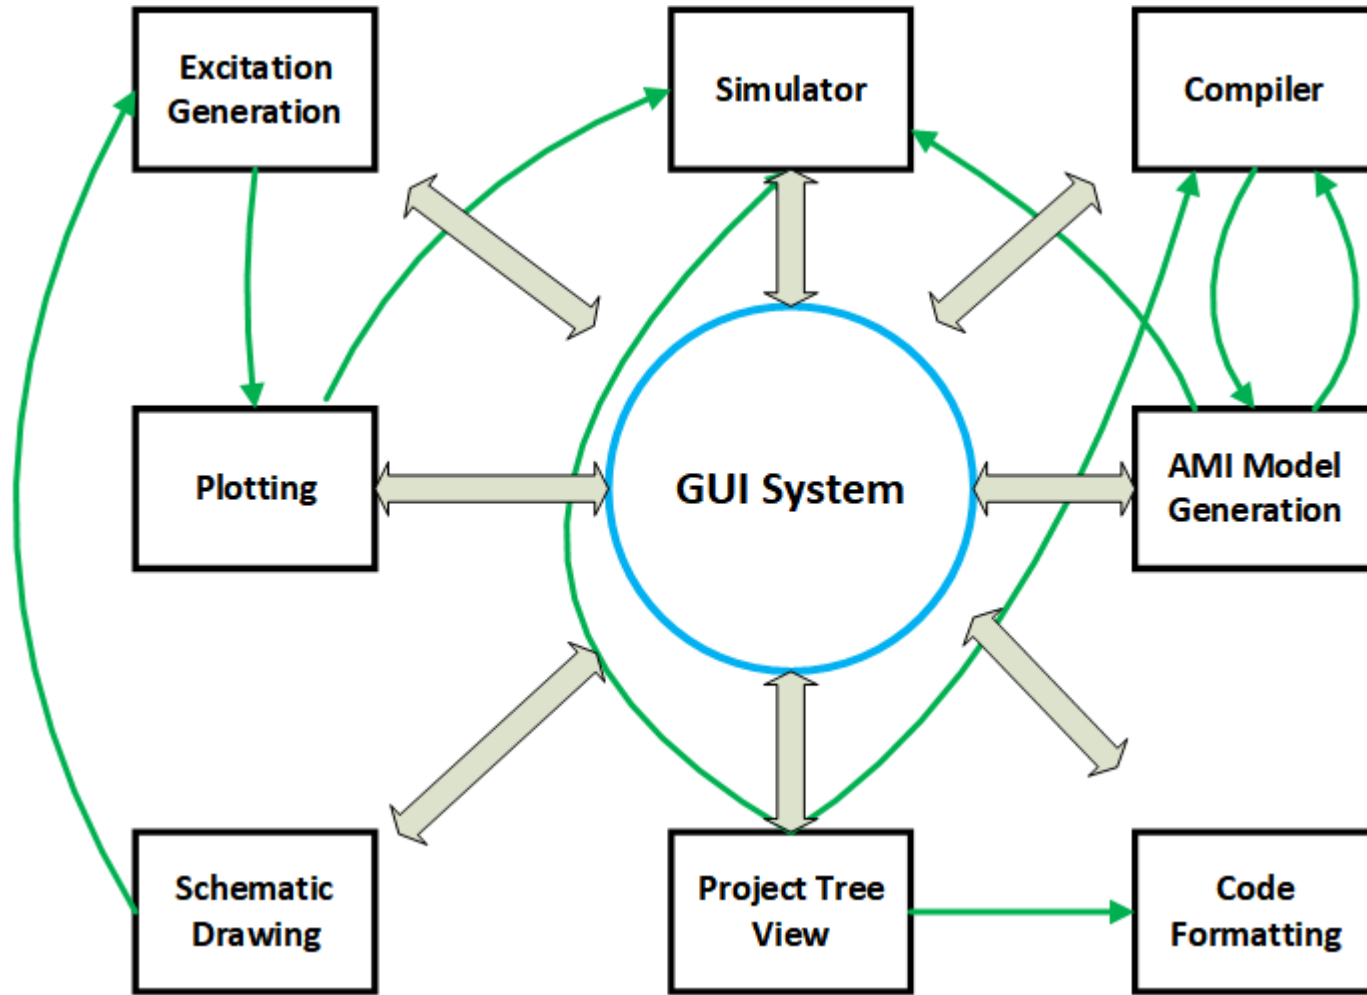 Excitation
Generation
Simulator
Compiler
Plotting
GUI System
AMI Model
Generation
Schematic
Drawing
Project Tree
View
Code
Formatting